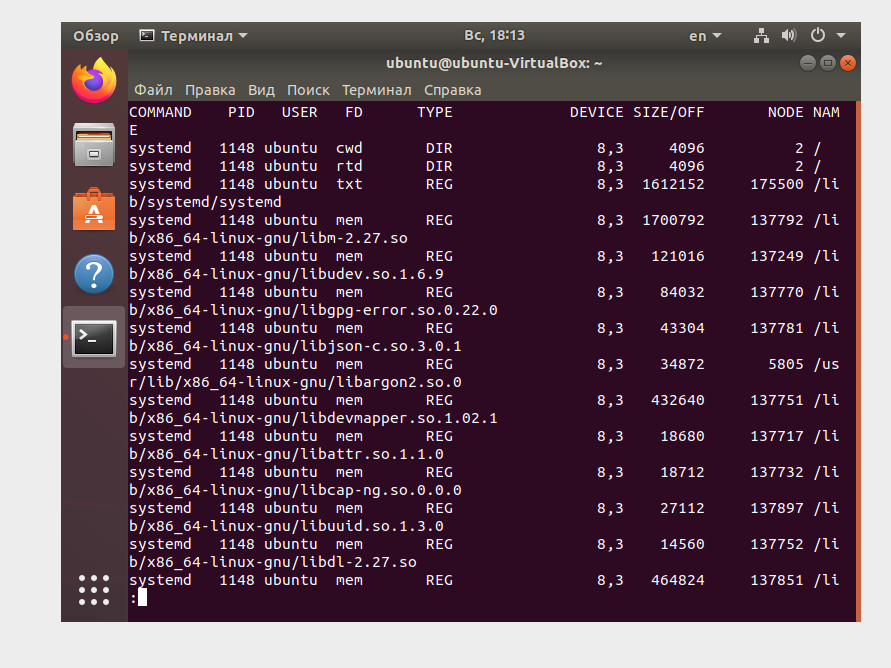 Обзор Терминал Вс, 18:13 en
ubuntu@ubuntu-VirtualBox: ~
Файл Правка Вид Поиск Терминал Справка
COMMAND PID USER FD TYPE DEVICE SIZE/OFF NODE NAM
E
systemd 1148 ubuntu cwd DIR 8,3 4096 2 /
systemd 1148 ubuntu rtd DIR 8,3 4096 2 /
systemd 1148 ubuntu txt REG 8,3 1612152 175500 /li
b/systemd/systemd
systemd 1148 ubuntu mem REG 8,3 1700792 137792 /li
b/x86_64-linux-gnu/libm-2.27.so
systemd 1148 ubuntu mem REG 8,3 121016 137249 /li
b/x86_64-linux-gnu/libudev.so.1.6.9
systemd 1148 ubuntu mem REG 8,3 84032 137770 /li
b/x86_64-linux-gnu/libgpg-error.so.0.22.0
systemd 1148 ubuntu mem REG 8,3 43304 137781 /li
b/x86_64-linux-gnu/libjson-c.so.3.0.1
systemd 1148 ubuntu mem REG 8,3 34872 5805 /us
r/lib/x86_64-linux-gnu/libargon2.so.0
systemd 1148 ubuntu mem REG 8,3 432640 137751 /li
b/x86_64-linux-gnu/libdevmapper.so.1.02.1
systemd 1148 ubuntu mem REG 8,3 18680 137717 /li
b/x86_64-linux-gnu/libattr.so.1.1.0
systemd 1148 ubuntu mem REG 8,3 18712 137732 /li
b/x86_64-linux-gnu/libcap-ng.so.0.0.0
systemd 1148 ubuntu mem REG 8,3 27112 137897 /li
b/x86_64-linux-gnu/libuuid.so.1.3.0
systemd 1148 ubuntu mem REG 8,3 14560 137752 /li
b/x86_64-linux-gnu/libdl-2.27.so
systemd 1148 ubuntu mem REG 8,3 464824 137851 /li
: